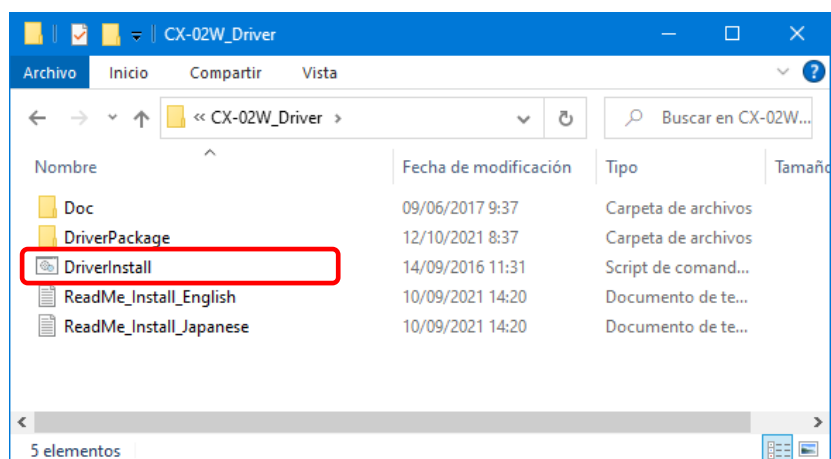 CX-02W_Driver
Archivo Inicio Compartir Vista
« CX-02W_Driver › Buscar en CX-02W...
Nombre Fecha de modificación Tipo Tamaño
Doc 09/06/2017 9:37 Carpeta de archivos
DriverPackage 12/10/2021 8:37 Carpeta de archivos
DriverInstall 14/09/2016 11:31 Script de comand...
ReadMe_Install_English 10/09/2021 14:20 Documento de te...
ReadMe_Install_Japanese 10/09/2021 14:20 Documento de te...
5 elementos